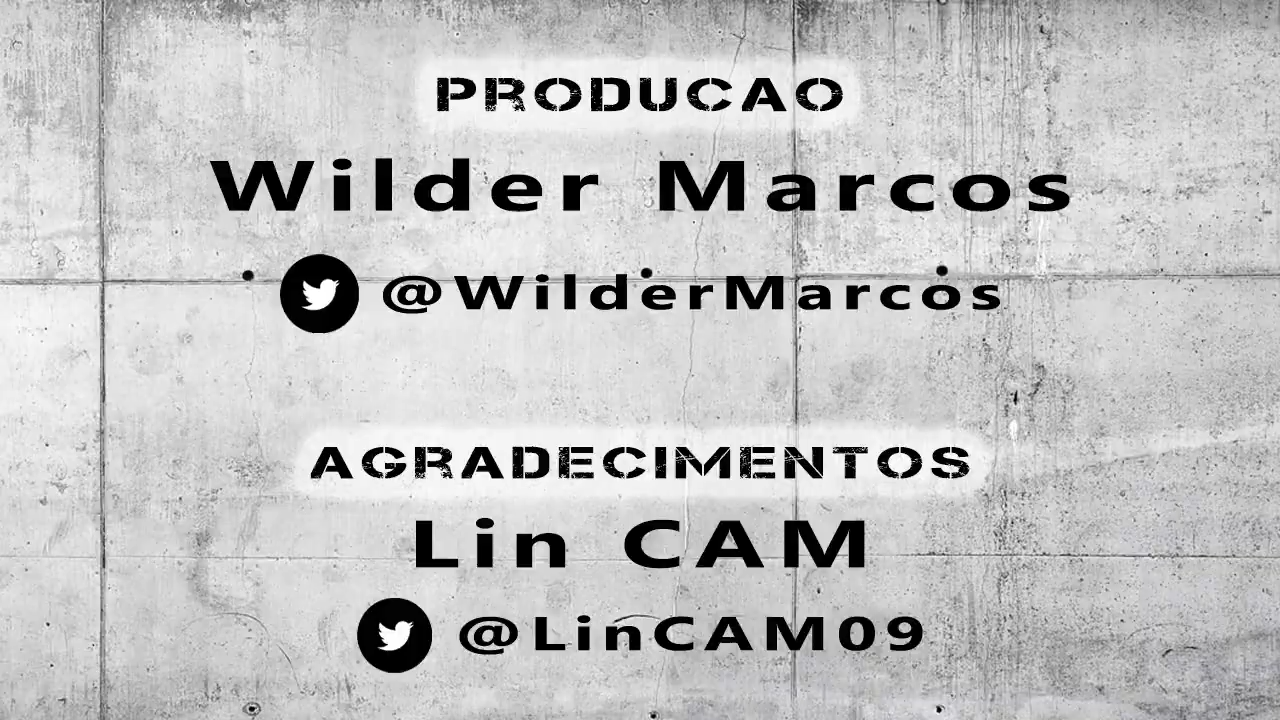 PRODUCAO
Wilder Marcos
@WilderMarcos
AGRADECIMENTOS
Lin CAM
@LinCAM09